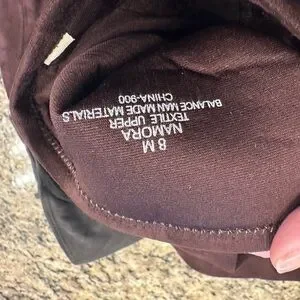 8 M
NAMORA
TEXTILE UPPER
BALANCE MAN MADE MATERIALS
CHINA-900